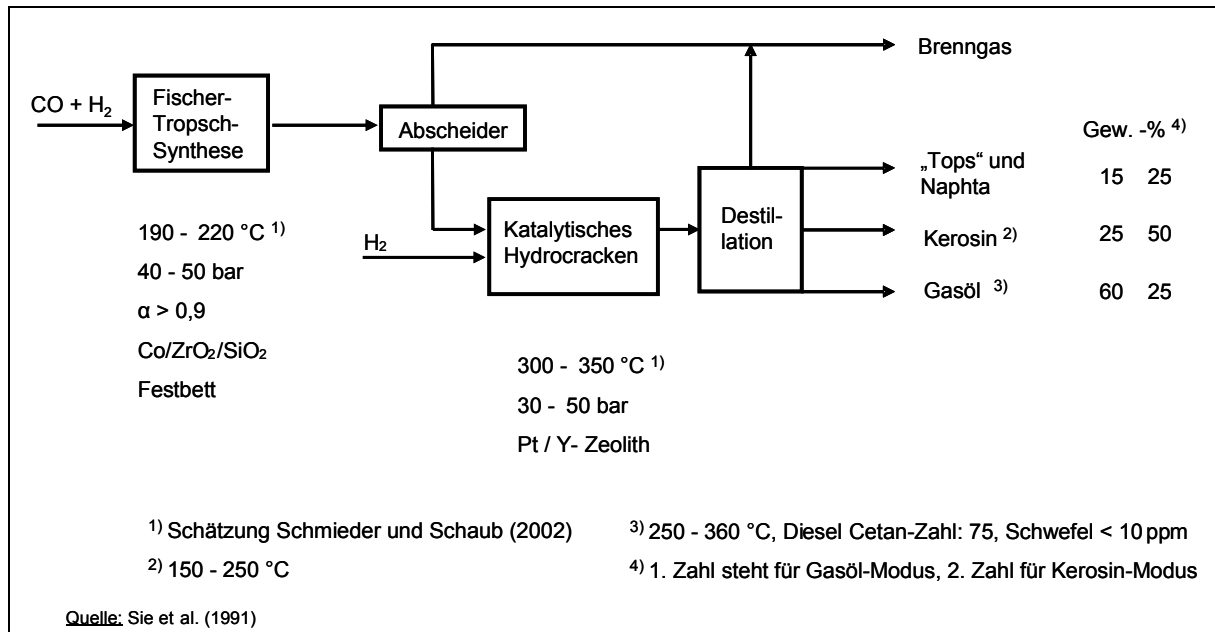 CO + H₂
Fischer-
Tropsch-
Synthese
Abscheider
Brenngas
Gew. -% ⁴⁾
„Tops“ und
Naphta
15 25
H₂
Katalytisches
Hydrocracken
Destil-
lation
Kerosin ²⁾
25 50
Gasöl ³⁾
60 25
190 - 220 °C ¹⁾
40 - 50 bar
α > 0,9
Co/ZrO₂/SiO₂
Festbett
300 - 350 °C ¹⁾
30 - 50 bar
Pt / Y- Zeolith
¹⁾ Schätzung Schmieder und Schaub (2002)
²⁾ 150 - 250 °C
³⁾ 250 - 360 °C, Diesel Cetan-Zahl: 75, Schwefel < 10 ppm
⁴⁾ 1. Zahl steht für Gasöl-Modus, 2. Zahl für Kerosin-Modus
Quelle: Sie et al. (1991)